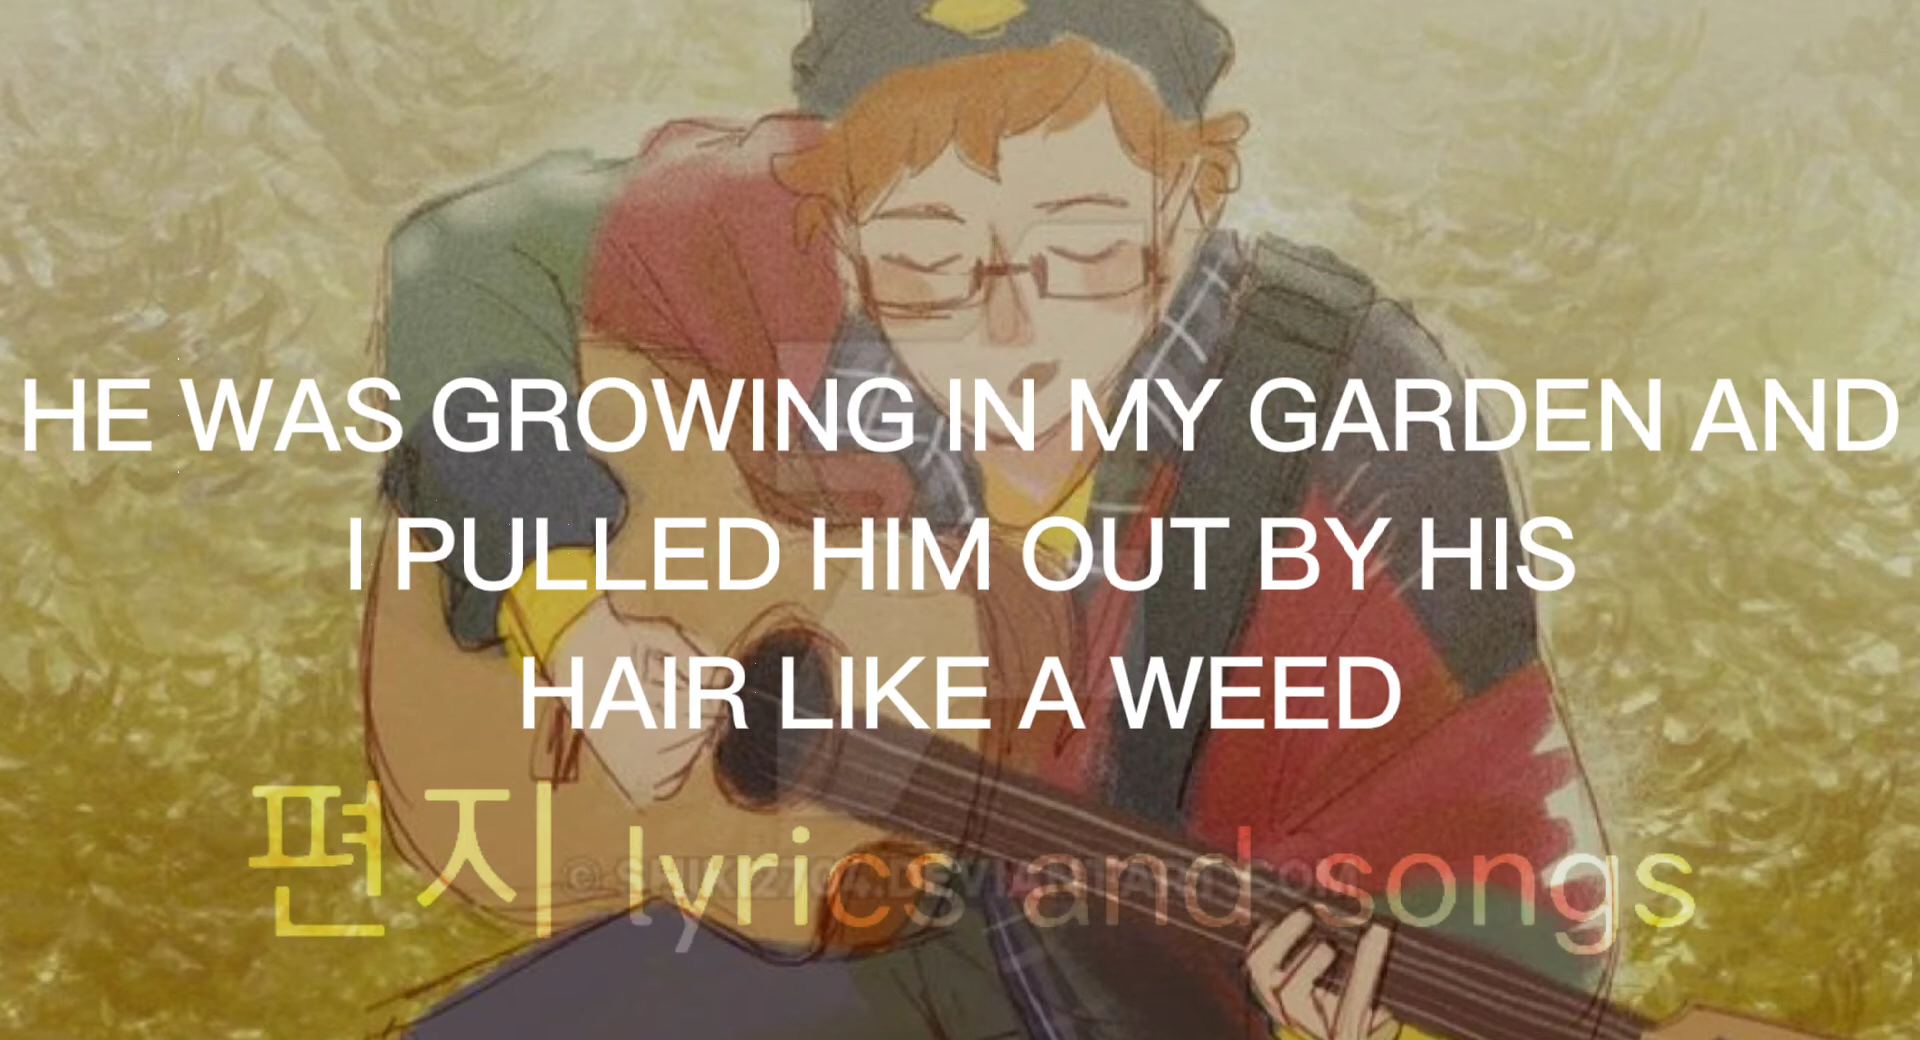 HE WAS GROWING IN MY GARDEN AND
I PULLED HIM OUT BY HIS
HAIR LIKE A WEED
편지 lyrics and songs